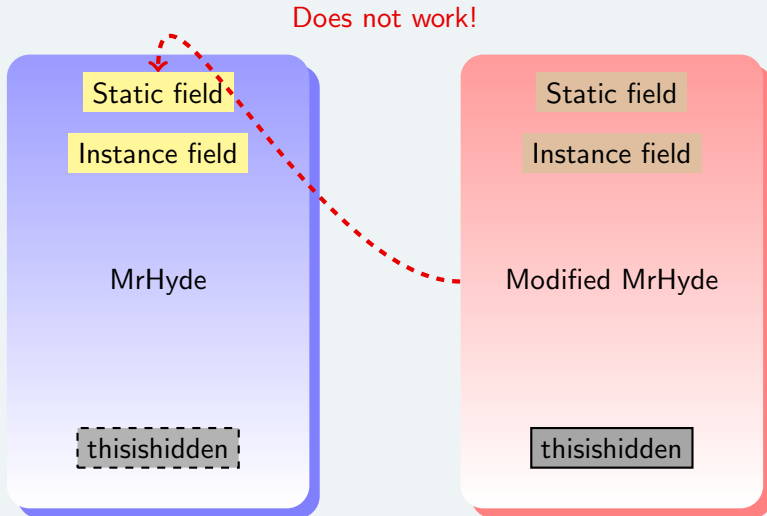 Does not work!
Static field
Instance field
MrHyde
thisishidden
Static field
Instance field
Modified MrHyde
thisishidden